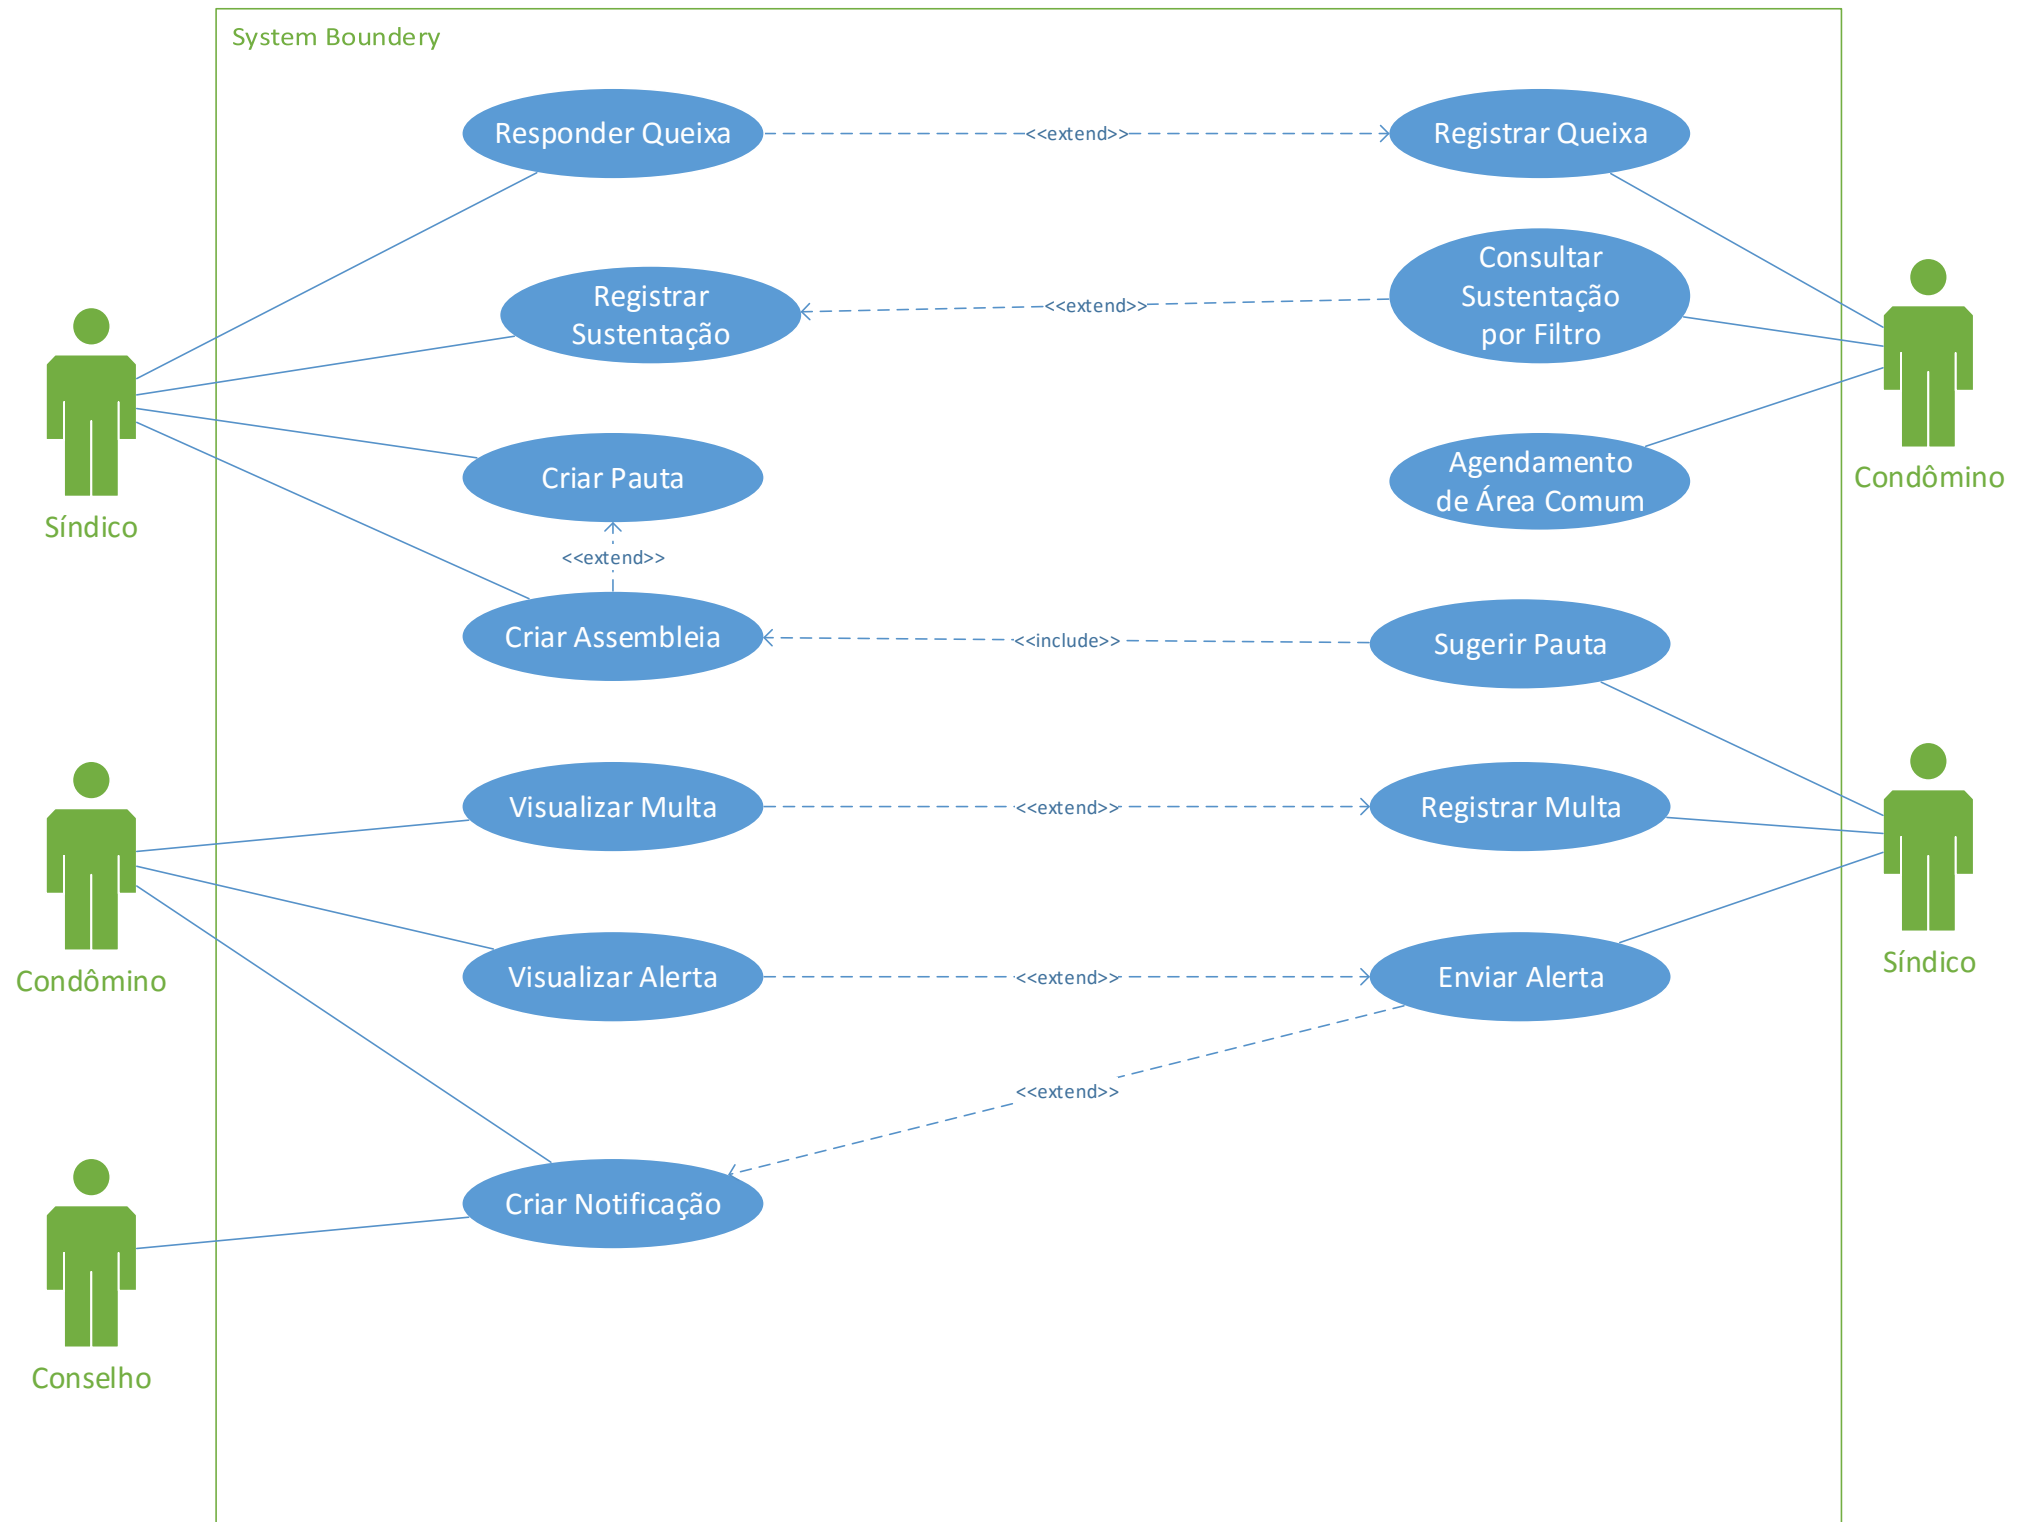 System Boundery
Responder Queixa
<<extend>>
Registrar Queixa
Consultar
Sustentação
por Filtro
Registrar
Sustentação
<<extend>>
Síndico
Condômino
Criar Pauta
Agendamento
de Área Comum
<<extend>>
Criar Assembleia
<<include>>
Sugerir Pauta
Visualizar Multa
<<extend>>
Registrar Multa
Condômino
Síndico
Visualizar Alerta
<<extend>>
Enviar Alerta
<<extend>>
Criar Notificação
Conselho